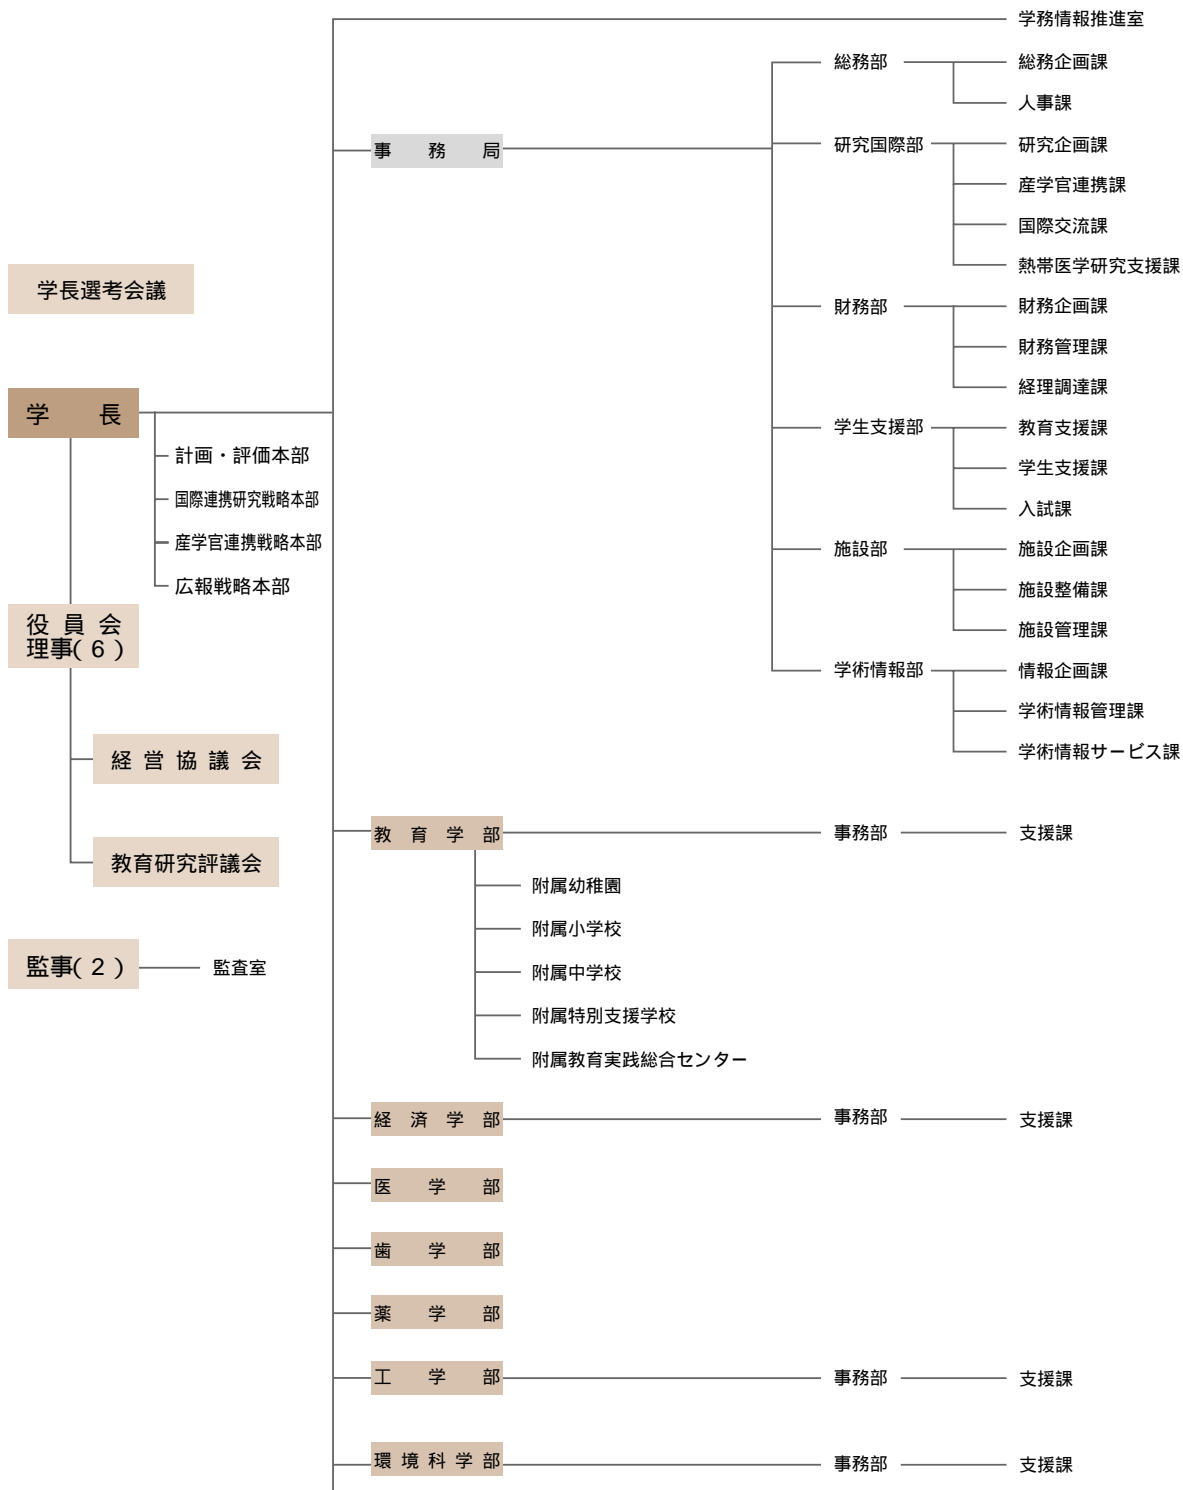 学務情報推進室
総務部
総務企画課
人事課
事務局
研究国際部
研究企画課
産学官連携課
国際交流課
熱帯医学研究支援課
学長選考会議
財務部
財務企画課
財務管理課
経理調達課
学長
計画・評価本部
国際連携研究戦略本部
産学官連携戦略本部
広報戦略本部
学生支援部
教育支援課
学生支援課
入試課
施設部
施設企画課
施設整備課
施設管理課
役員会
理事(6)
学術情報部
情報企画課
学術情報管理課
学術情報サービス課
経営協議会
教育研究評議会
教育学部
事務部
支援課
附属幼稚園
附属小学校
附属中学校
附属特別支援学校
附属教育実践総合センター
監事(2)
監査室
経済学部
事務部
支援課
医学部
歯学部
薬学部
工学部
事務部
支援課
環境科学部
事務部
支援課